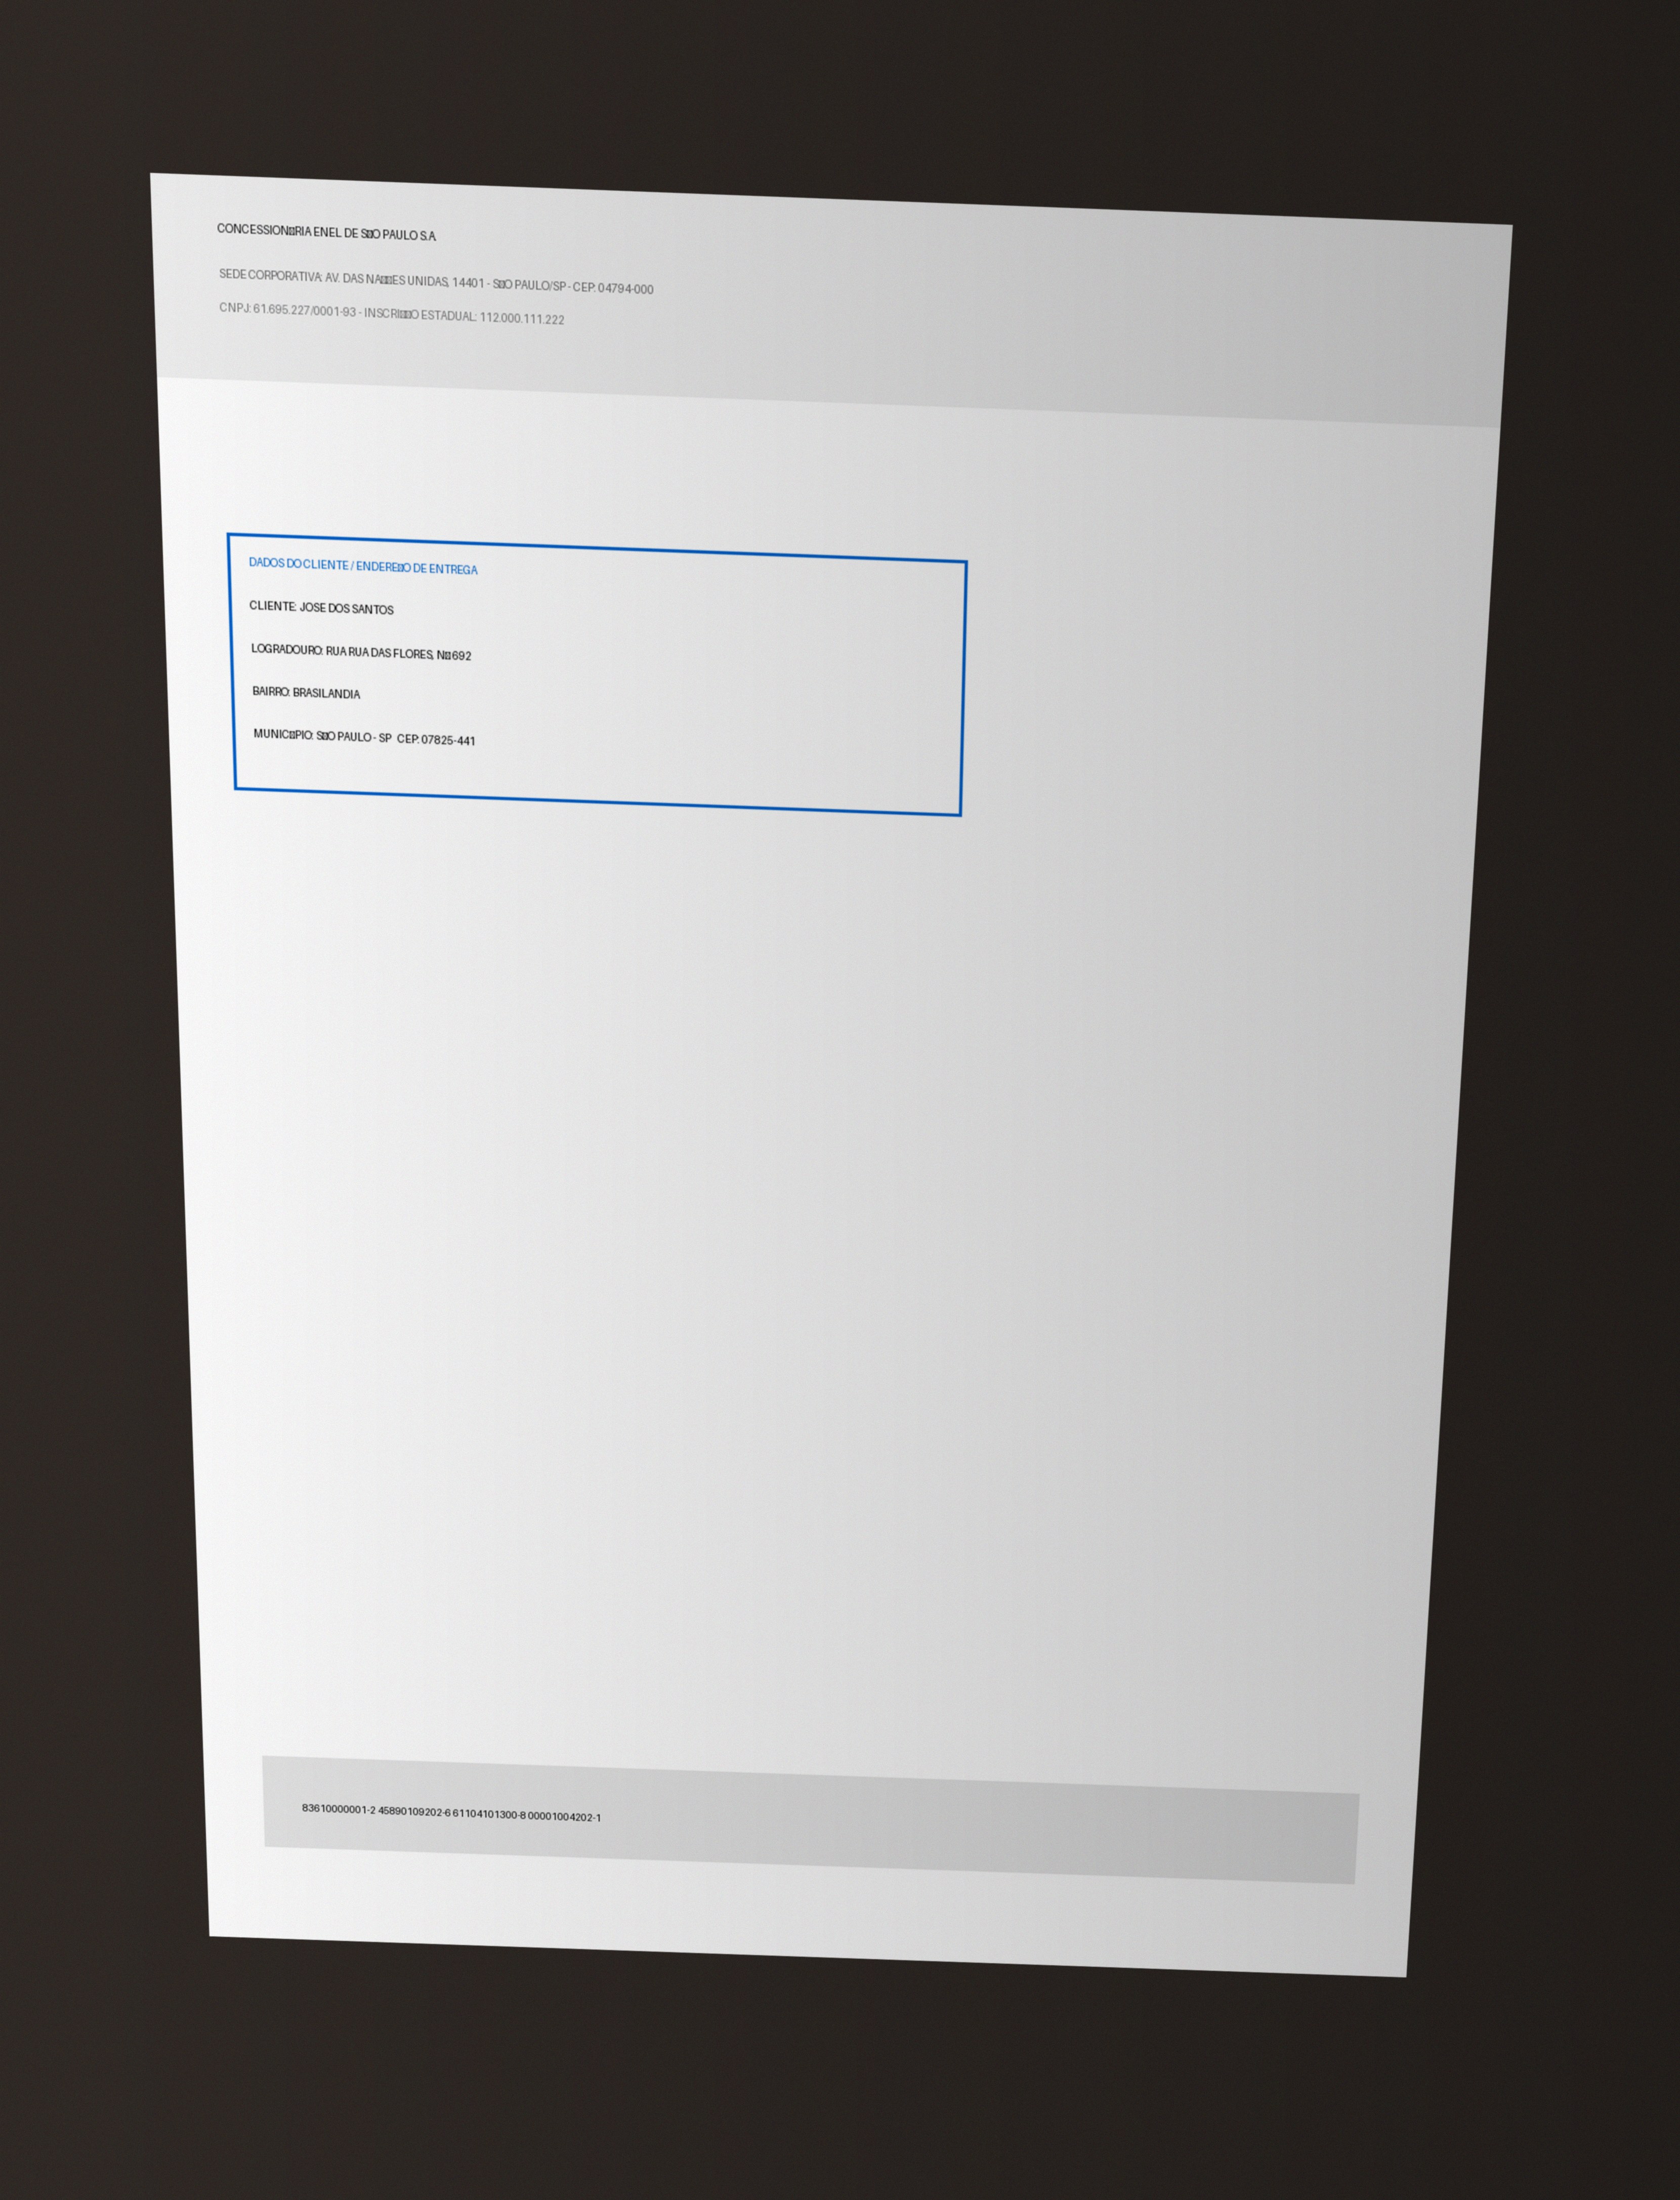 CONCESSION□RIA ENEL DE S□O PAULO S.A.
SEDE CORPORATIVA: AV. DAS NA□□ES UNIDAS, 14401 - S□O PAULO/SP - CEP: 04794-000
CNPJ: 61.695.227/0001-93 - INSCRI□□O ESTADUAL: 112.000.111.222
DADOS DO CLIENTE / ENDERE□O DE ENTREGA
CLIENTE: JOSE DOS SANTOS
LOGRADOURO: RUA RUA DAS FLORES, N□ 692
BAIRRO: BRASILANDIA
MUNIC□PIO: S□O PAULO - SP CEP: 07825-441
83610000001-2 45890109202-6 61104101300-8 00001004202-1